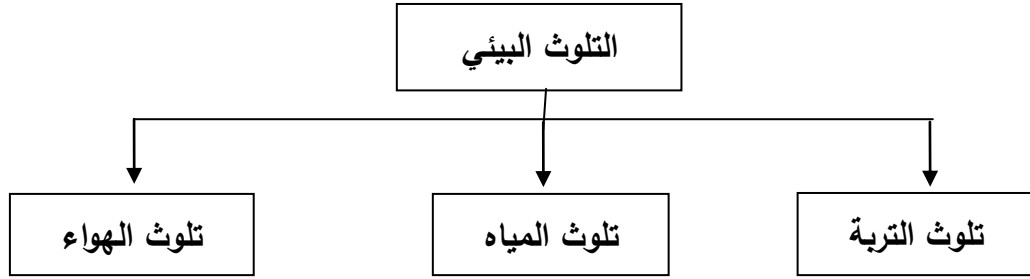 التلوث البيئي
تلوث التربة
تلوث المياه
تلوث الهواء